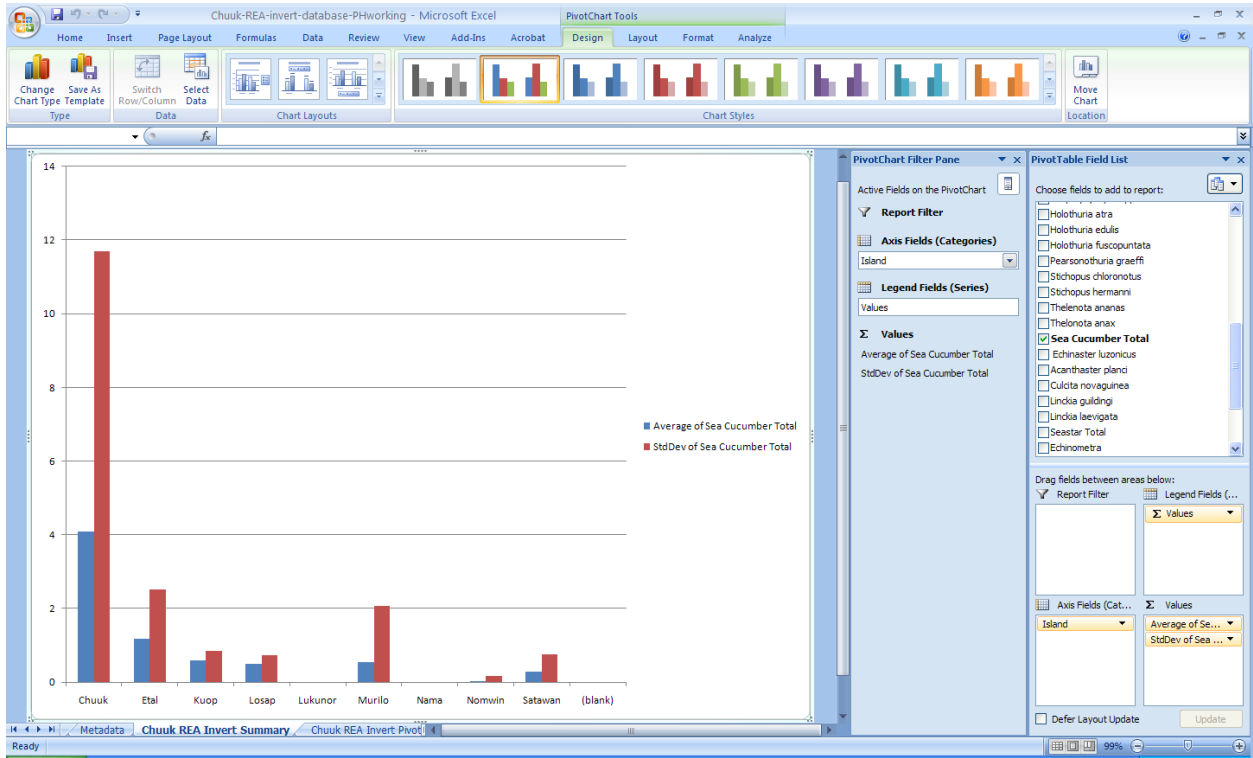 Chuuk-REA-invert-database-PHworking - Microsoft Excel
PivotChart Tools
Home Insert Page Layout Formulas Data Review View Add-Ins Acrobat Design Layout Format Analyze
Change Chart Type
Save As Template
Switch Row/Column
Select Data
Move Chart
Type
Data
Chart Layouts
Chart Styles
Location
fx
14
12
10
8
6
4
2
0
Chuuk Etal Kuop Losap Lukunor Murilo Nama Nomwin Satawan (blank)
Average of Sea Cucumber Total
StdDev of Sea Cucumber Total
PivotChart Filter Pane
Active Fields on the PivotChart
Report Filter
Axis Fields (Categories)
Island
Legend Fields (Series)
Values
Σ Values
Average of Sea Cucumber Total
StdDev of Sea Cucumber Total
PivotTable Field List
Choose fields to add to report:
Holothuria atra
Holothuria edulis
Holothuria fuscopuntata
Pearsonothuria graeffi
Stichopus chloronotus
Stichopus hermanni
Thelenota ananas
Thelonota anax
Sea Cucumber Total
Echinaster luzonicus
Acanthaster planci
Culcita novaguinea
Linckia guildingi
Linckia laevigata
Seastar Total
Echinometra
Drag fields between areas below:
Report Filter
Legend Fields (...
Σ Values
Axis Fields (Cat...
Σ Values
Island
Average of Se...
StdDev of Sea ...
Defer Layout Update
Update
Metadata
Chuuk REA Invert Summary
Chuuk REA Invert Pivot
Ready
99%